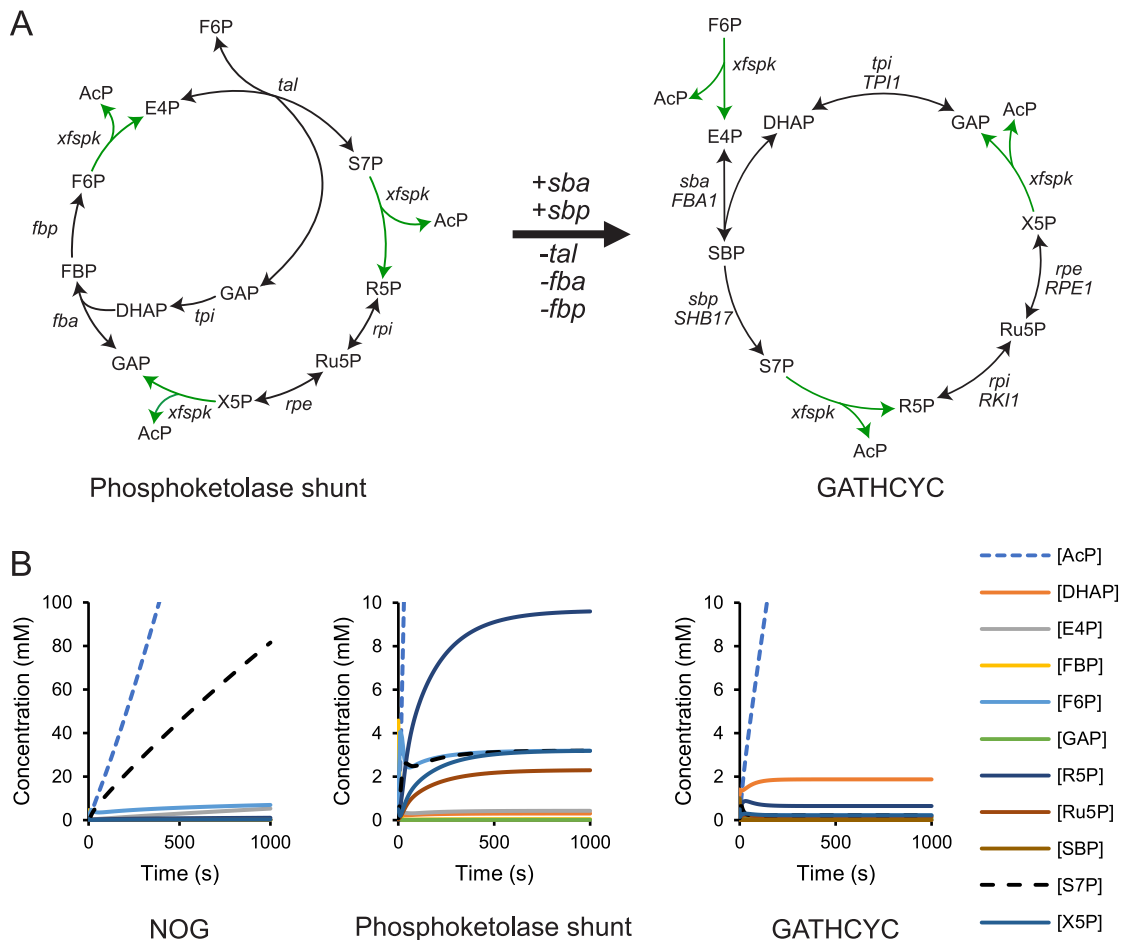 A
F6P
tal
AcP
E4P
xfspk
F6P
S7P
xfspk
AcP
fbp
FBP
DHAP
GAP
R5P
fba
tpi
rpi
GAP
Ru5P
X5P
rpe
xfspk
AcP
Phosphoketolase shunt
+sba
+sbp
-tal
-fba
-fbp
F6P
xfspk
AcP
E4P
tpi
TPI1
DHAP
GAP
AcP
xfspk
sba
FBA1
X5P
SBP
rpe
RPE1
sbp
SHB17
Ru5P
S7P
rpi
RKI1
xfspk
R5P
AcP
GATHCYC
B
Concentration (mM)
100
80
60
40
20
0
0
500
1000
Time (s)
NOG
Concentration (mM)
10
8
6
4
2
0
0
500
1000
Time (s)
Phosphoketolase shunt
Concentration (mM)
10
8
6
4
2
0
0
500
1000
Time (s)
GATHCYC
[AcP]
[DHAP]
[E4P]
[FBP]
[F6P]
[GAP]
[R5P]
[Ru5P]
[SBP]
[S7P]
[X5P]